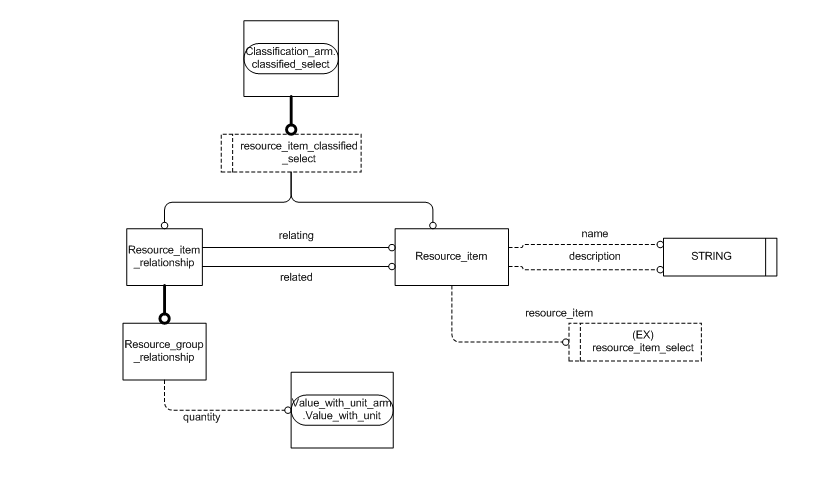 Classification_arm.
classified_select
resource_item_classified
_select
Resource_item
_relationship
relating
related
Resource_item
name
description
STRING
resource_item
(EX)
resource_item_select
Resource_group
_relationship
quantity
Value_with_unit_arm
.Value_with_unit